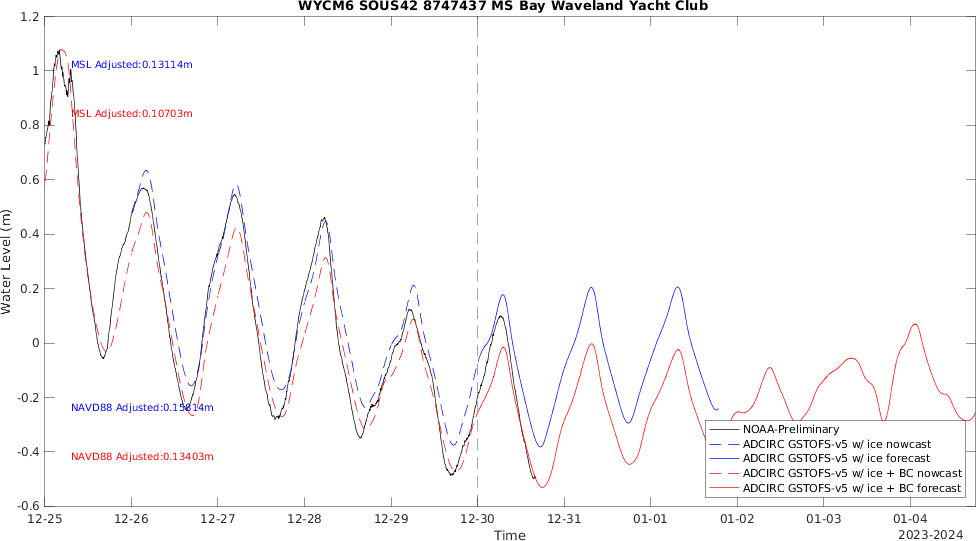 WYCM6 SOUS42 8747437 MS Bay Waveland Yacht Club
1.2
1
0.8
0.6
0.4
0.2
0
-0.2
-0.4
-0.6
Water Level (m)
MSL Adjusted:0.13114m
MSL Adjusted:0.10703m
NAVD88 Adjusted:0.15814m
NAVD88 Adjusted:0.13403m
NOAA-Preliminary
ADCIRC GSTOFS-v5 w/ ice nowcast
ADCIRC GSTOFS-v5 w/ ice forecast
ADCIRC GSTOFS-v5 w/ ice + BC nowcast
ADCIRC GSTOFS-v5 w/ ice + BC forecast
12-25 12-26 12-27 12-28 12-29 12-30 12-31 01-01 01-02 01-03 01-04
Time
2023-2024